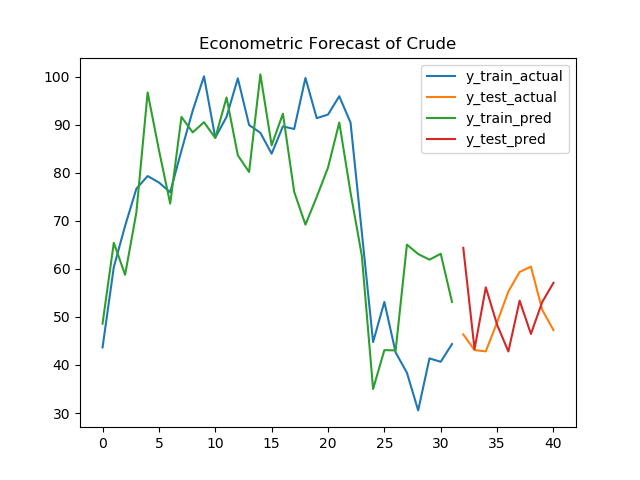 Econometric Forecast of Crude
y_train_actual
y_test_actual
y_train_pred
y_test_pred
100
90
80
70
60
50
40
30
0 5 10 15 20 25 30 35 40